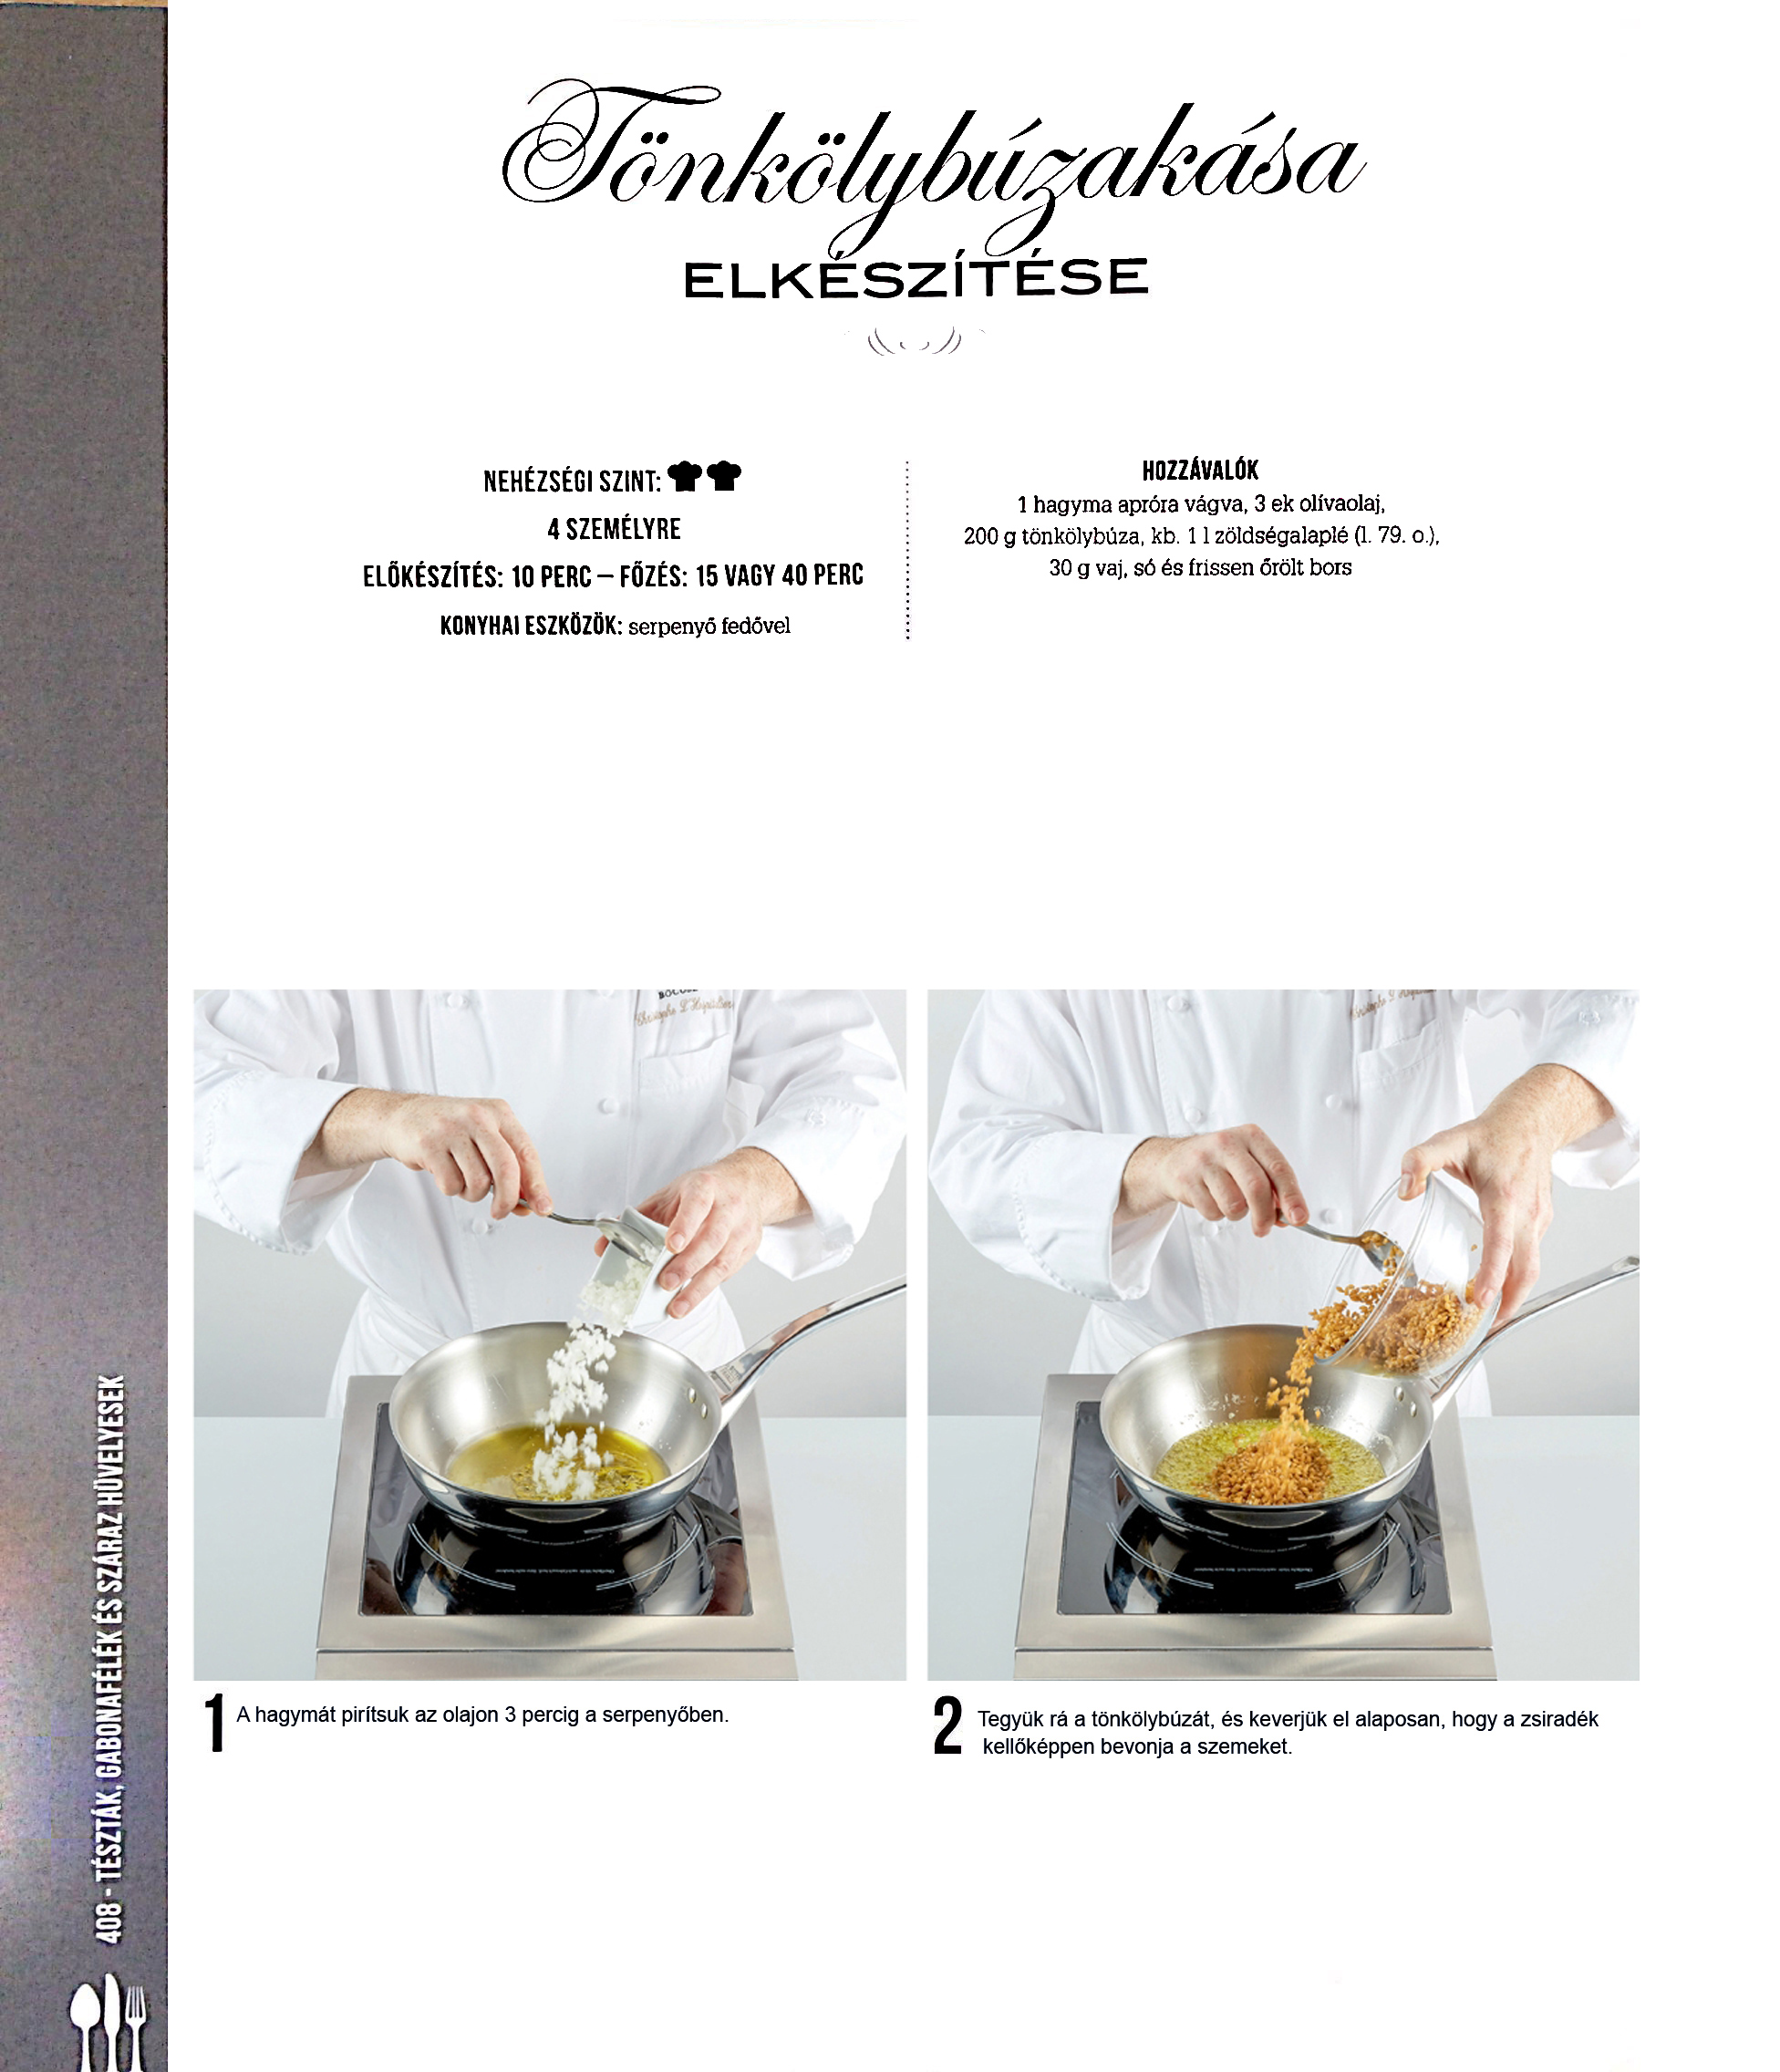 Tönkölybúzakása
ELKÉSZÍTÉSE
NEHÉZSÉGI SZINT:
4 SZEMÉLYRE
ELŐKÉSZÍTÉS: 10 PERC – FŐZÉS: 15 VAGY 40 PERC
KONYHAI ESZKÖZÖK: serpenyő fedővel
HOZZÁVALÓK
1 hagyma apróra vágva, 3 ek olívaolaj,
200 g tönkölybúza, kb. 1 l zöldségalaplé (l. 79. o.),
30 g vaj, só és frissen őrölt bors
1 A hagymát pirítsuk az olajon 3 percig a serpenyőben.
2 Tegyük rá a tönkölybúzát, és keverjük el alaposan, hogy a zsiradék
kellőképpen bevonja a szemeket.
408 - TÉSZTÁK, GABONAFÉLÉK ÉS SZÁRAZ HÜVELYESEK